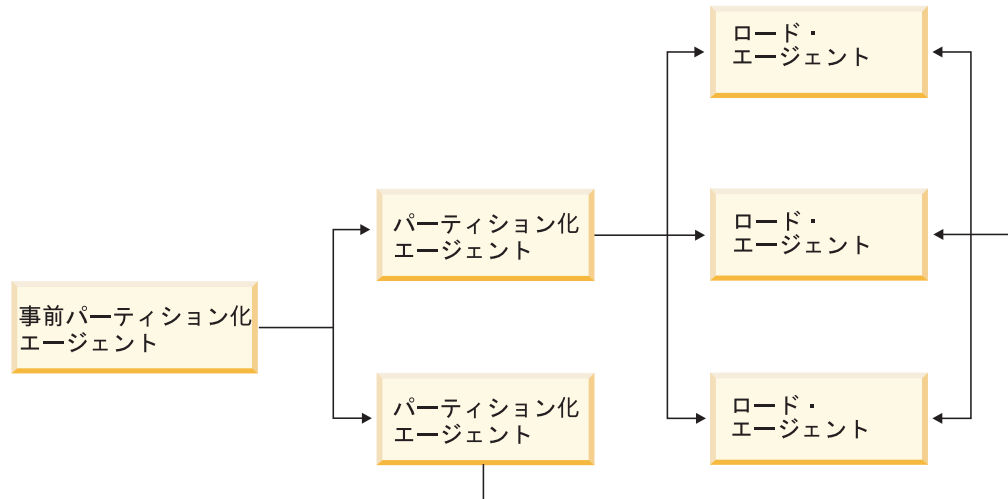 ロード・
エージェント
パーティション化
エージェント
ロード・
エージェント
事前パーティション化
エージェント
パーティション化
エージェント
ロード・
エージェント